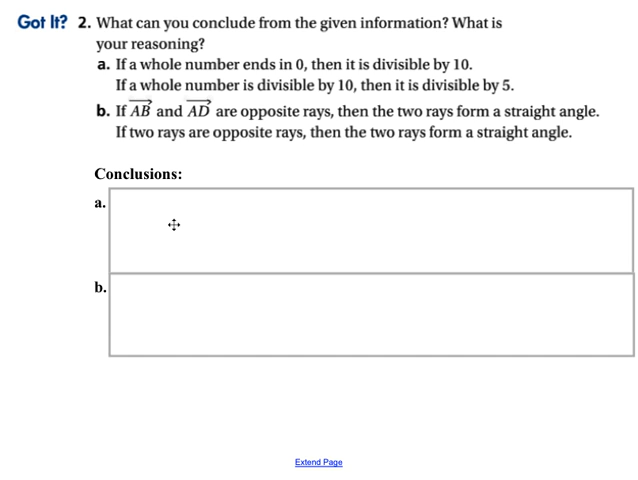 Got It? 2. What can you conclude from the given information? What is
your reasoning?
a. If a whole number ends in 0, then it is divisible by 10.
If a whole number is divisible by 10, then it is divisible by 5.
b. If AB and AD are opposite rays, then the two rays form a straight angle.
If two rays are opposite rays, then the two rays form a straight angle.
Conclusions:
a.
b.
Extend Page